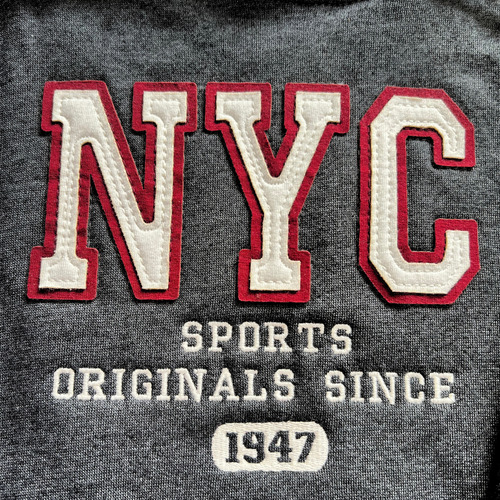 NYC
SPORTS
ORIGINALS SINCE
1947